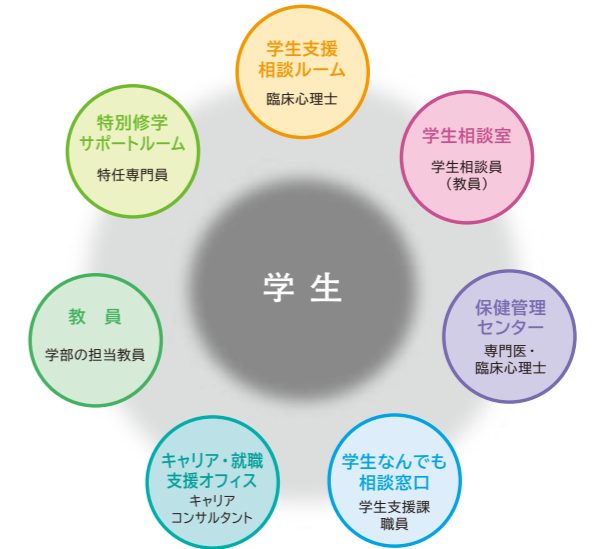 学生支援
相談ルーム
臨床心理士
学生相談室
学生相談員
（教員）
保健管理
センター
専門医・
臨床心理士
学生なんでも
相談窓口
学生支援課
職員
キャリア・就職
支援オフィス
キャリア
コンサルタント
教　員
学部の担当教員
特別修学
サポートルーム
特任専門員
学 生